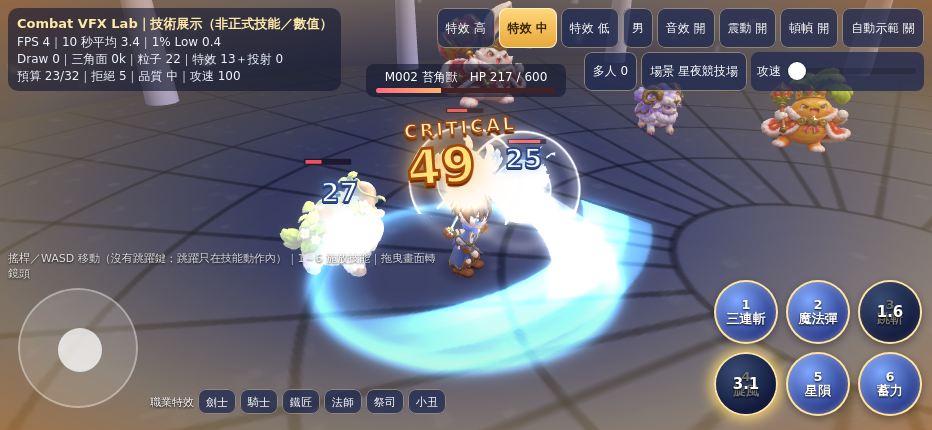 Combat VFX Lab｜技術展示（非正式技能／數值）
FPS 4｜10 秒平均 3.4｜1% Low 0.4
Draw 0｜三角面 0k｜粒子 22｜特效 13＋投射 0
預算 23/32｜拒絕 5｜品質 中｜攻速 100
特效 高
特效 中
特效 低
男
音效 開
震動 開
頓幀 開
自動示範 關
多人 0
場景 星夜競技場
攻速
M002 苔角獸 HP 217 / 600
CRITICAL
49
25
27
搖桿／WASD 移動（沒有跳躍鍵；跳躍只在技能動作內）｜1–6 施放技能｜拖曳畫面轉
鏡頭
1
三連斬
2
魔法彈
3
跳斬
1.6
4
旋風
3.1
5
星隕
6
蓄力
職業特效
劍士
騎士
鐵匠
法師
祭司
小丑